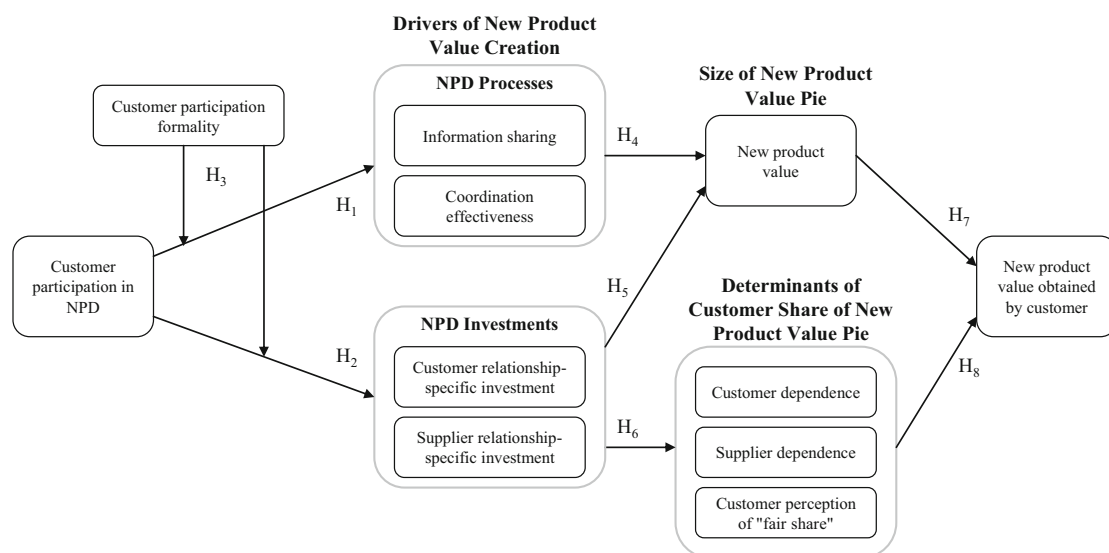 Drivers of New Product
Value Creation
NPD Processes
Information sharing
Coordination
effectiveness
Customer participation
formality
H3
H1
H4
Size of New Product
Value Pie
New product
value
H7
Customer
participation in
NPD
H2
NPD Investments
Customer relationship-
specific investment
Supplier relationship-
specific investment
H5
H6
Determinants of
Customer Share of New
Product Value Pie
Customer dependence
Supplier dependence
Customer perception
of "fair share"
H8
New product
value obtained
by customer